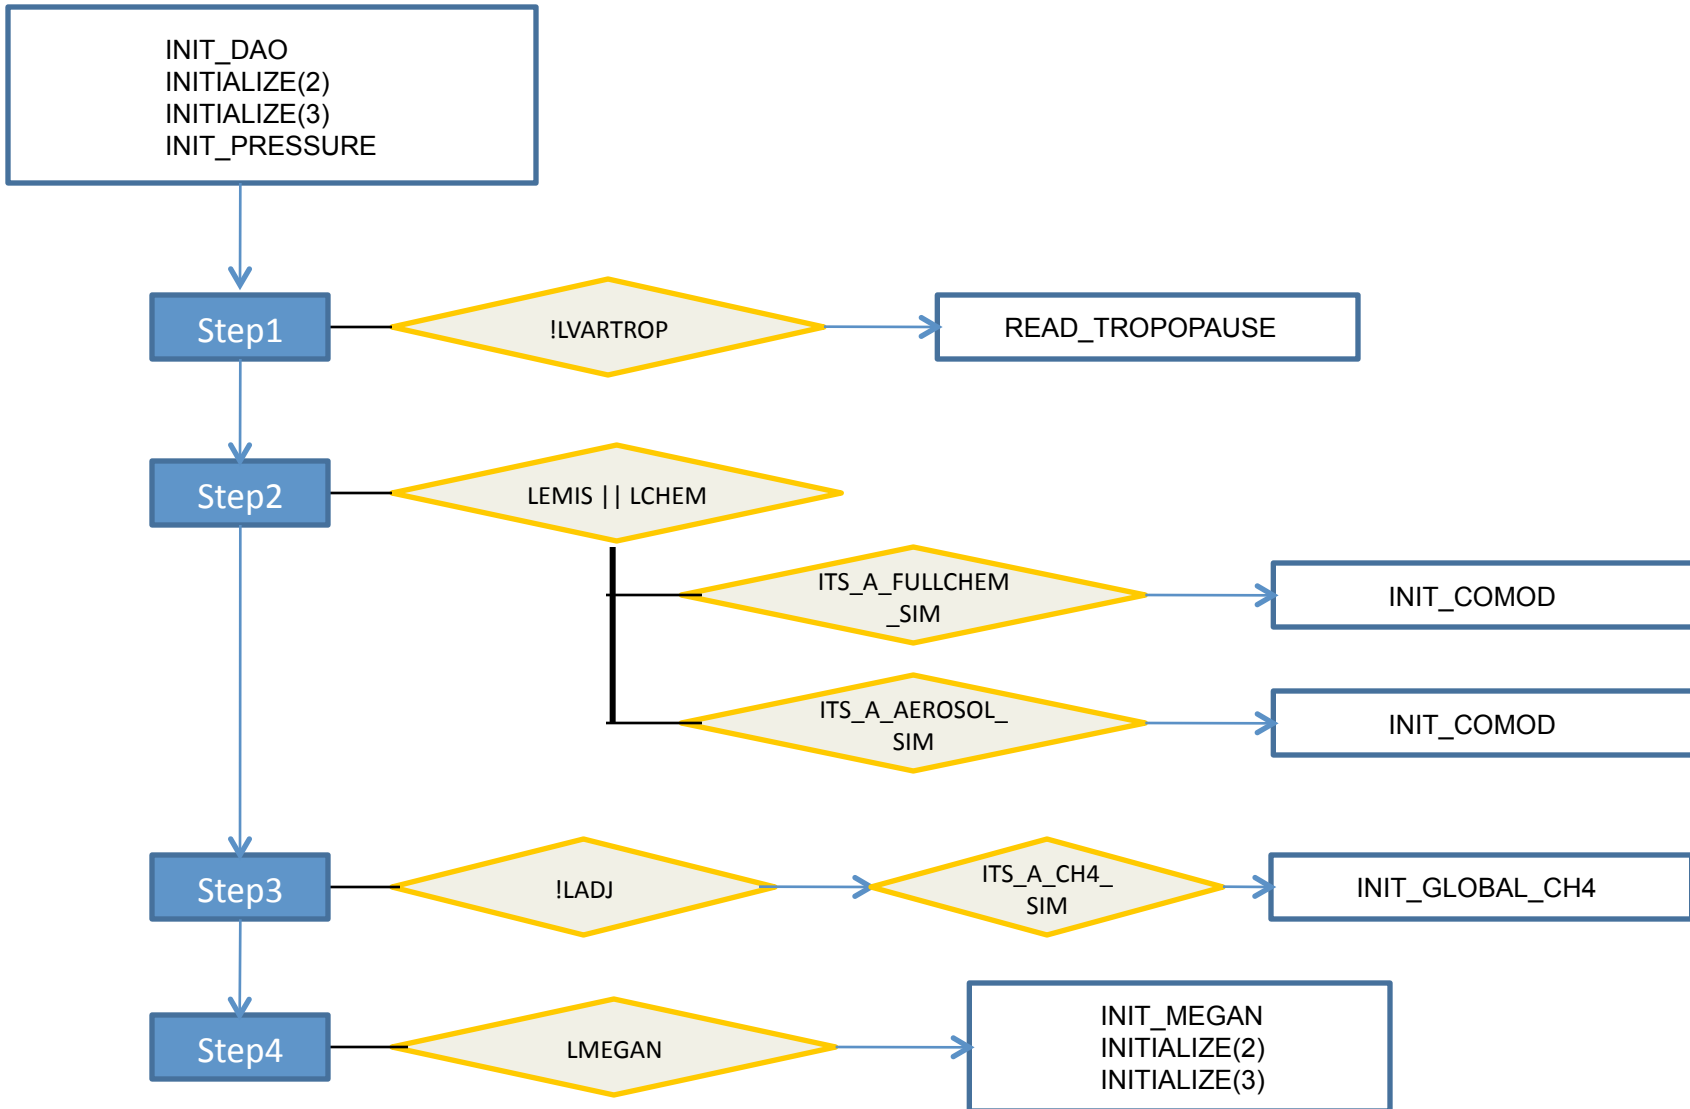 INIT_DAO
INITIALIZE(2)
INITIALIZE(3)
INIT_PRESSURE
Step1
!LVARTROP
READ_TROPOPAUSE
Step2
LEMIS || LCHEM
ITS_A_FULLCHEM
_SIM
INIT_COMOD
ITS_A_AEROSOL_
SIM
INIT_COMOD
Step3
!LADJ
ITS_A_CH4_
SIM
INIT_GLOBAL_CH4
Step4
LMEGAN
INIT_MEGAN
INITIALIZE(2)
INITIALIZE(3)